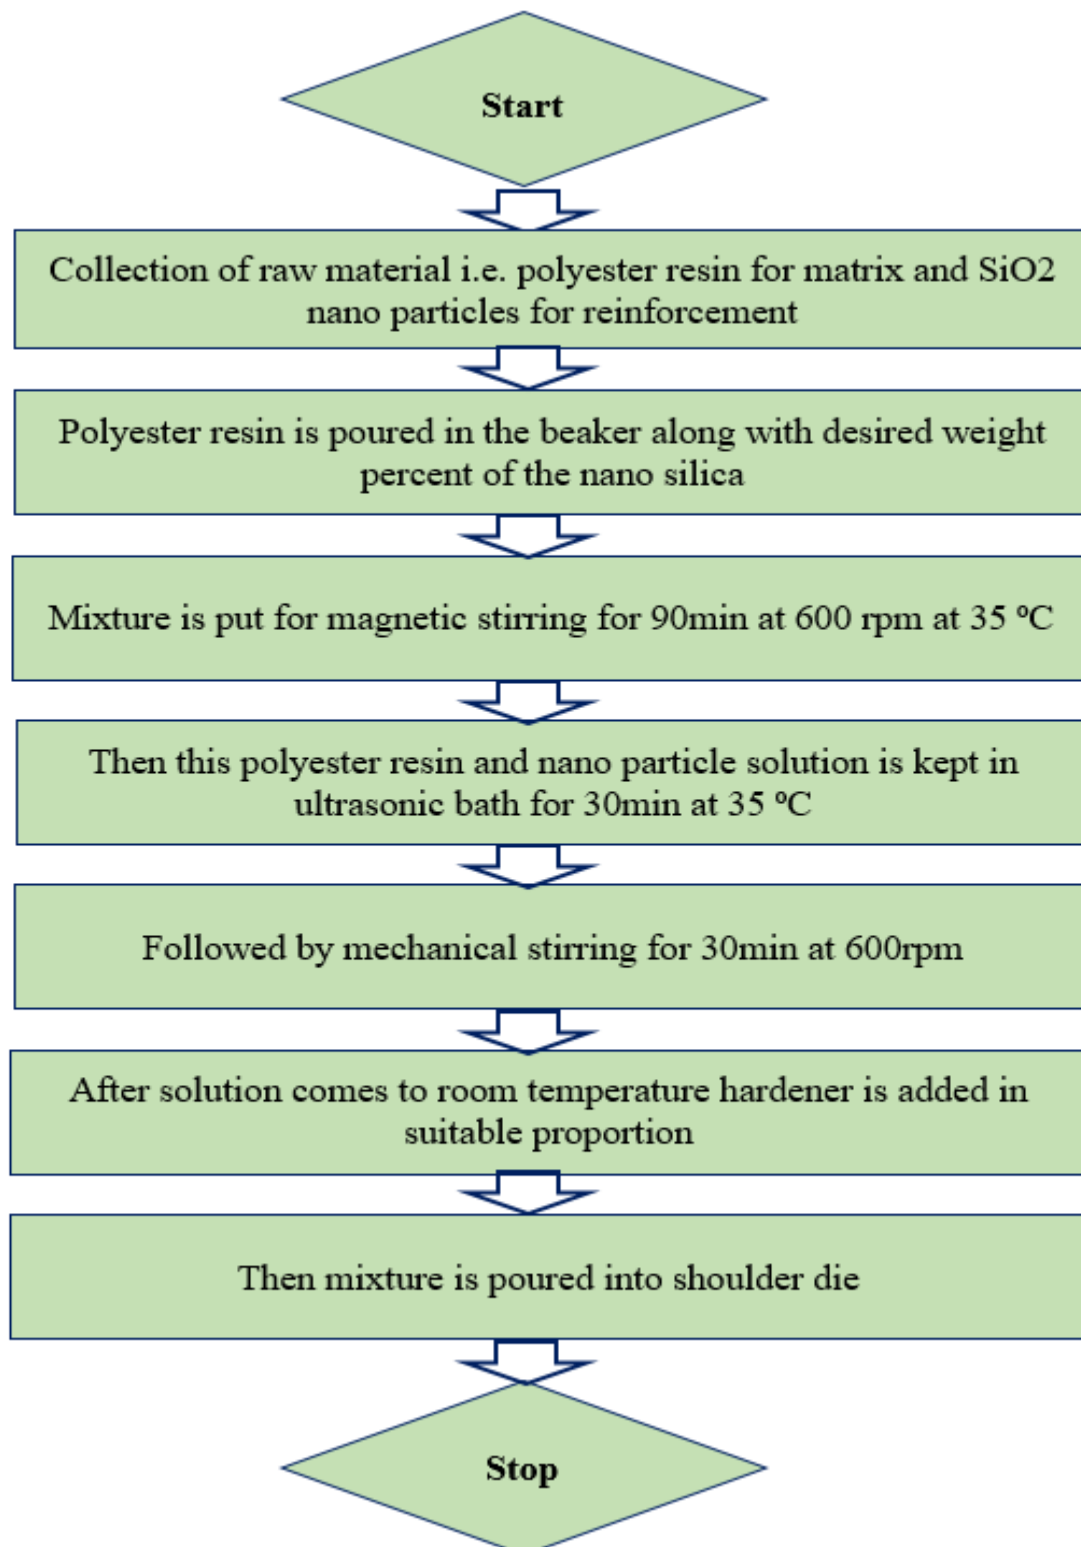 Start
Collection of raw material i.e. polyester resin for matrix and SiO2
nano particles for reinforcement
Polyester resin is poured in the beaker along with desired weight
percent of the nano silica
Mixture is put for magnetic stirring for 90min at 600 rpm at 35 ºC
Then this polyester resin and nano particle solution is kept in
ultrasonic bath for 30min at 35 ºC
Followed by mechanical stirring for 30min at 600rpm
After solution comes to room temperature hardener is added in
suitable proportion
Then mixture is poured into shoulder die
Stop